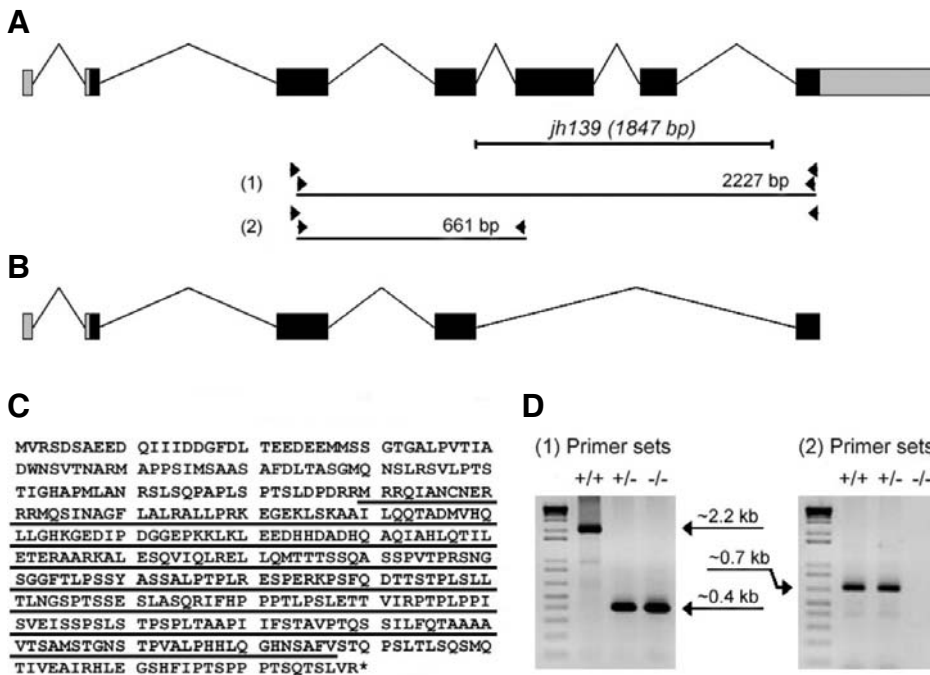 A
jh139 (1847 bp)
(1) 2227 bp
(2) 661 bp
B
C
MVRSDSAEED QIIIDDGFDL TEEDEEMMSS GTGALPVTIA
DWNSVTNARM APPSIMSAAS AFDLTASGMQ NSLRSVLPTS
TIGHAPMLAN RSLSQPAPLS PTSLDPDRRM RRQIANCNER
RRMQSINAGF LALRALLPRK EGEKLSKAAI LQQTADMVHQ
LLGHKGEDIP DGGEPKKLKL EEDHHDADHQ AQIAHLQTIL
ETERAARKAL ESQVIQLREL LQMTTTSSQA SSPVTPRSNG
SGGFTLPSSY ASSALPTPLR ESPERKPSFQ DTTSTPLSLL
TLNGSPTSSE SLASQRIFHP PPTLPSLETT VIRPTPLPPI
SVEISSPSLS TPSPLTAAPI IFSTAVPTQS SSILFQTAAAA
VTSAMSTGNS TPVALPHHLQ GHNSAFVSTQ PSLTLSQSMQ
TIVEAIRHLE GSHFIPTSPP PTSQTSLVR*
D
(1) Primer sets
+/+ +/- -/-
~2.2 kb
~0.7 kb
~0.4 kb
(2) Primer sets
+/+ +/- -/-